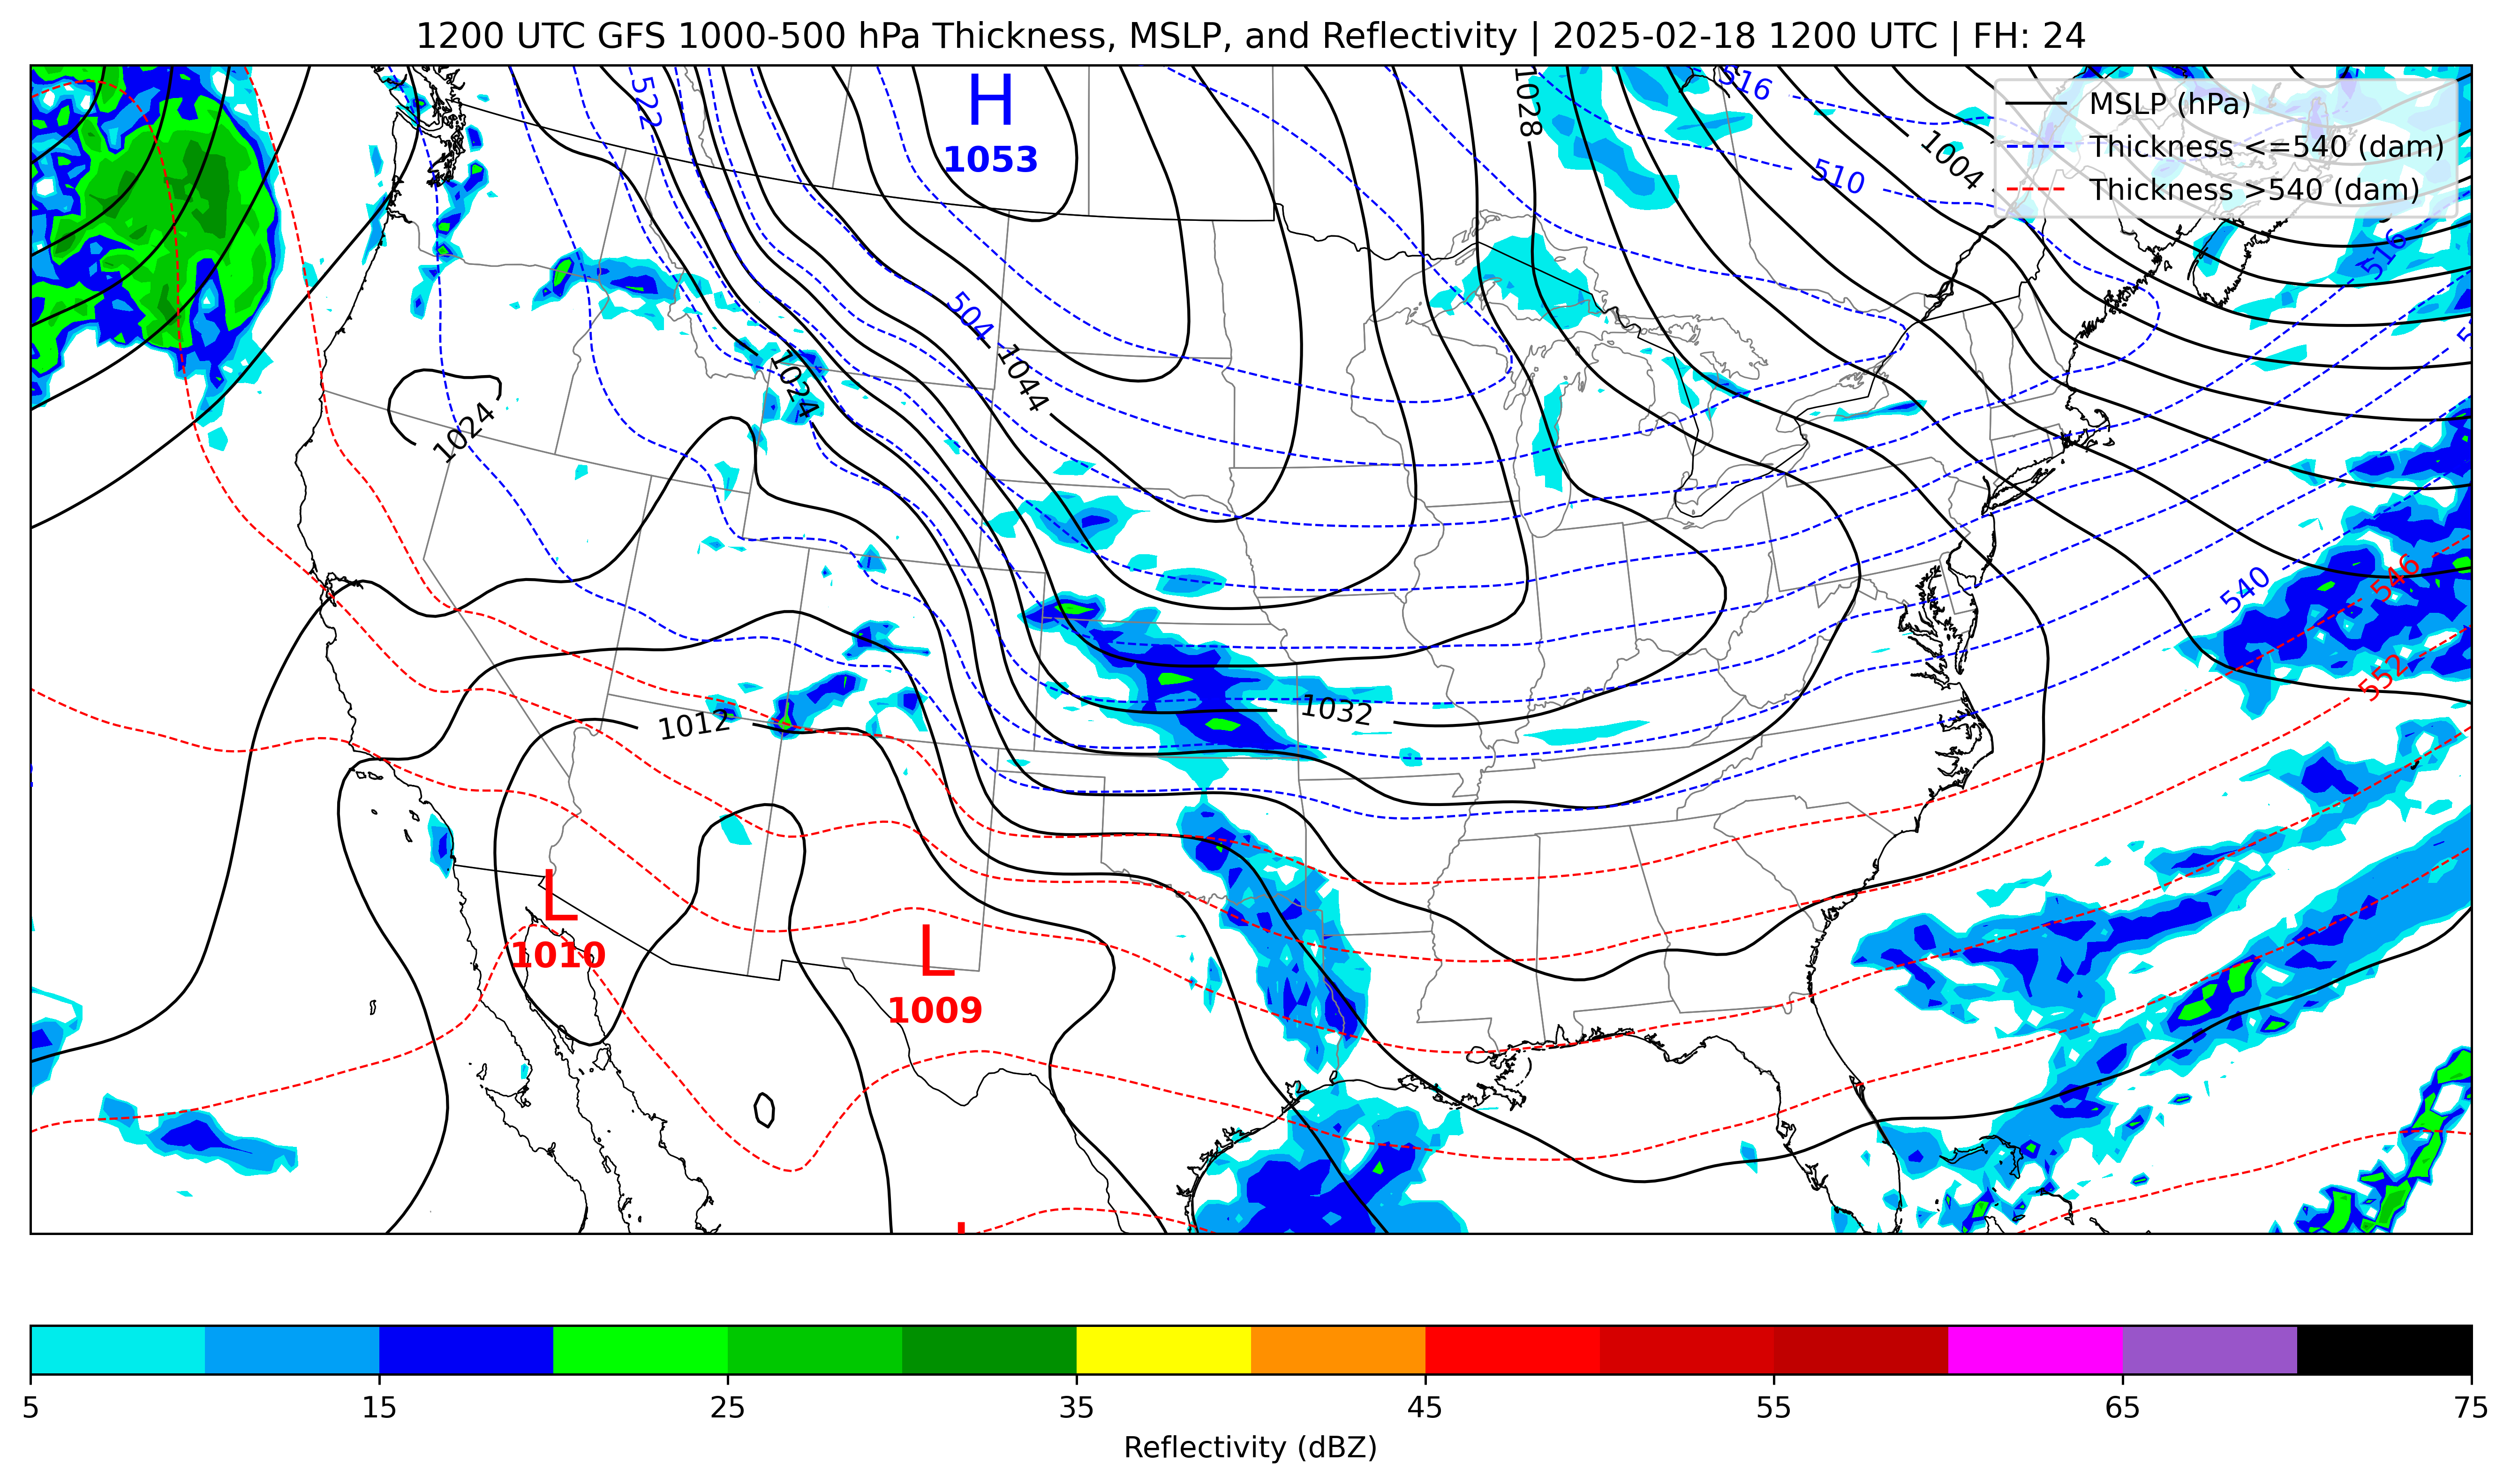 1200 UTC GFS 1000-500 hPa Thickness, MSLP, and Reflectivity | 2025-02-18 1200 UTC | FH: 24
MSLP (hPa)
Thickness <=540 (dam)
Thickness >540 (dam)
H
1053
522
1028
516
510
1004
516
504
1044
1024
1024
540
546
552
1012
1032
L
1010
L
1009
5 15 25 35 45 55 65 75
Reflectivity (dBZ)